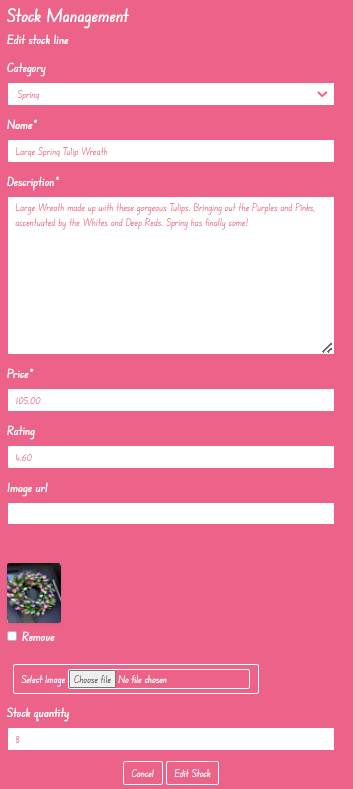 Stock Management
Edit stock line
Category
Spring
Name*
Large Spring Tulip Wreath
Description*
Large Wreath made up with these gorgeous Tulips. Bringing out the Purples and Pinks,
ascentuated by the Whites and Deep Reds. Spring has finally come!
Price*
105.00
Rating
4.60
Image url
Remove
Select Image Choose file No file chosen
Stock quantity
8
Cancel Edit Stock